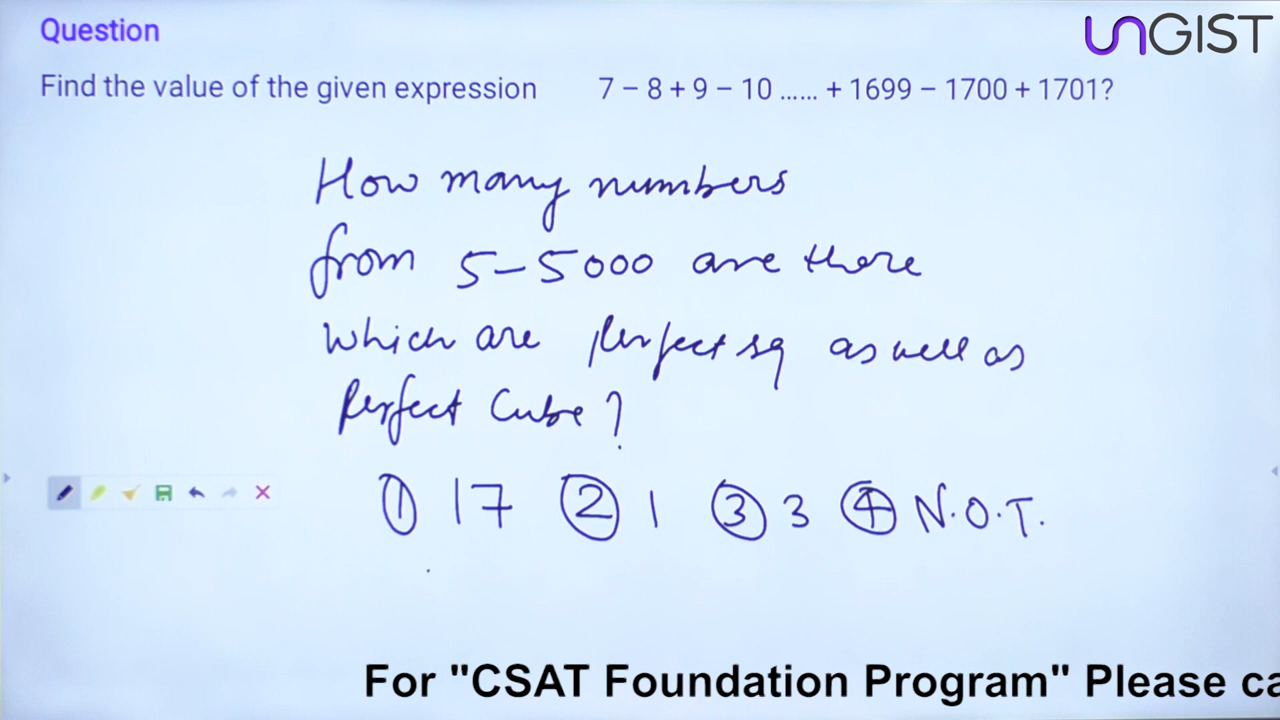 Question
UNGIST
Find the value of the given expression 7 – 8 + 9 – 10 ...... + 1699 – 1700 + 1701?
How many numbers
from 5-5000 are there
which are perfect sq as well as
Perfect Cube?
① 17 ② 1 ③ 3 ④ N.O.T.
For "CSAT Foundation Program" Please ca